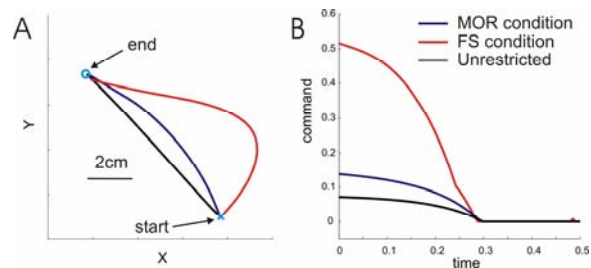 A
end
Y
2cm
start
X
B
MOR condition
FS condition
Unrestricted
command
0.6
0.5
0.4
0.3
0.2
0.1
0
0
0.1
0.2
0.3
0.4
0.5
time